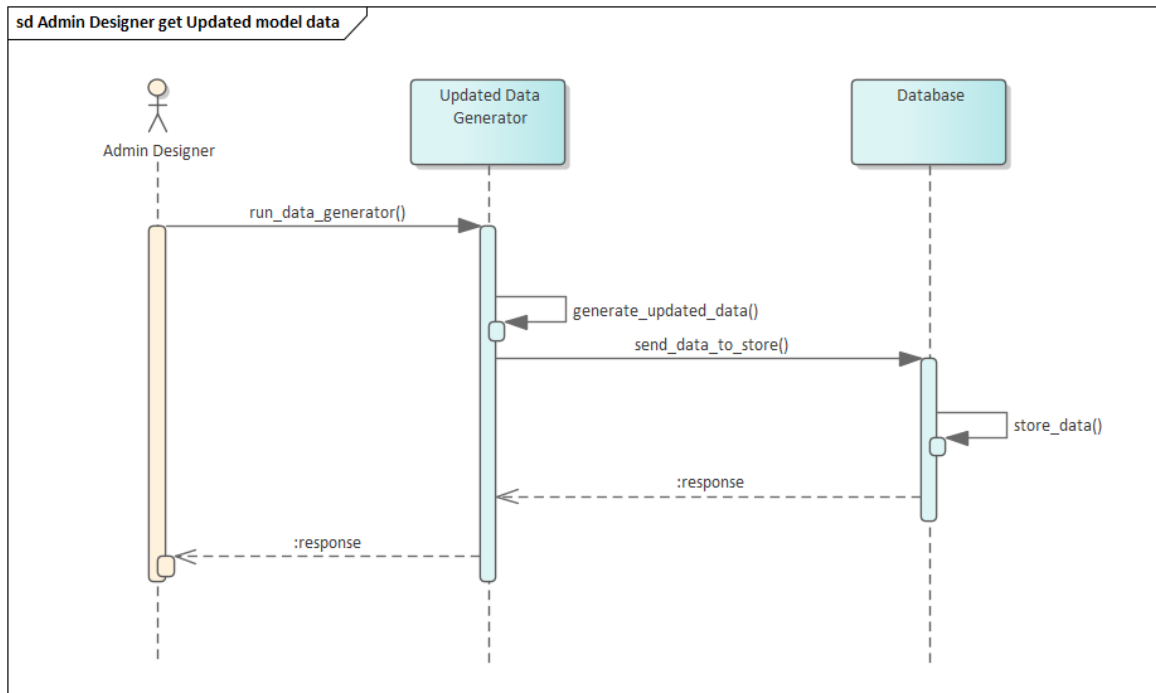 sd Admin Designer get Updated model data
Updated Data
Generator
Database
Admin Designer
run_data_generator()
generate_updated_data()
send_data_to_store()
store_data()
:response
:response